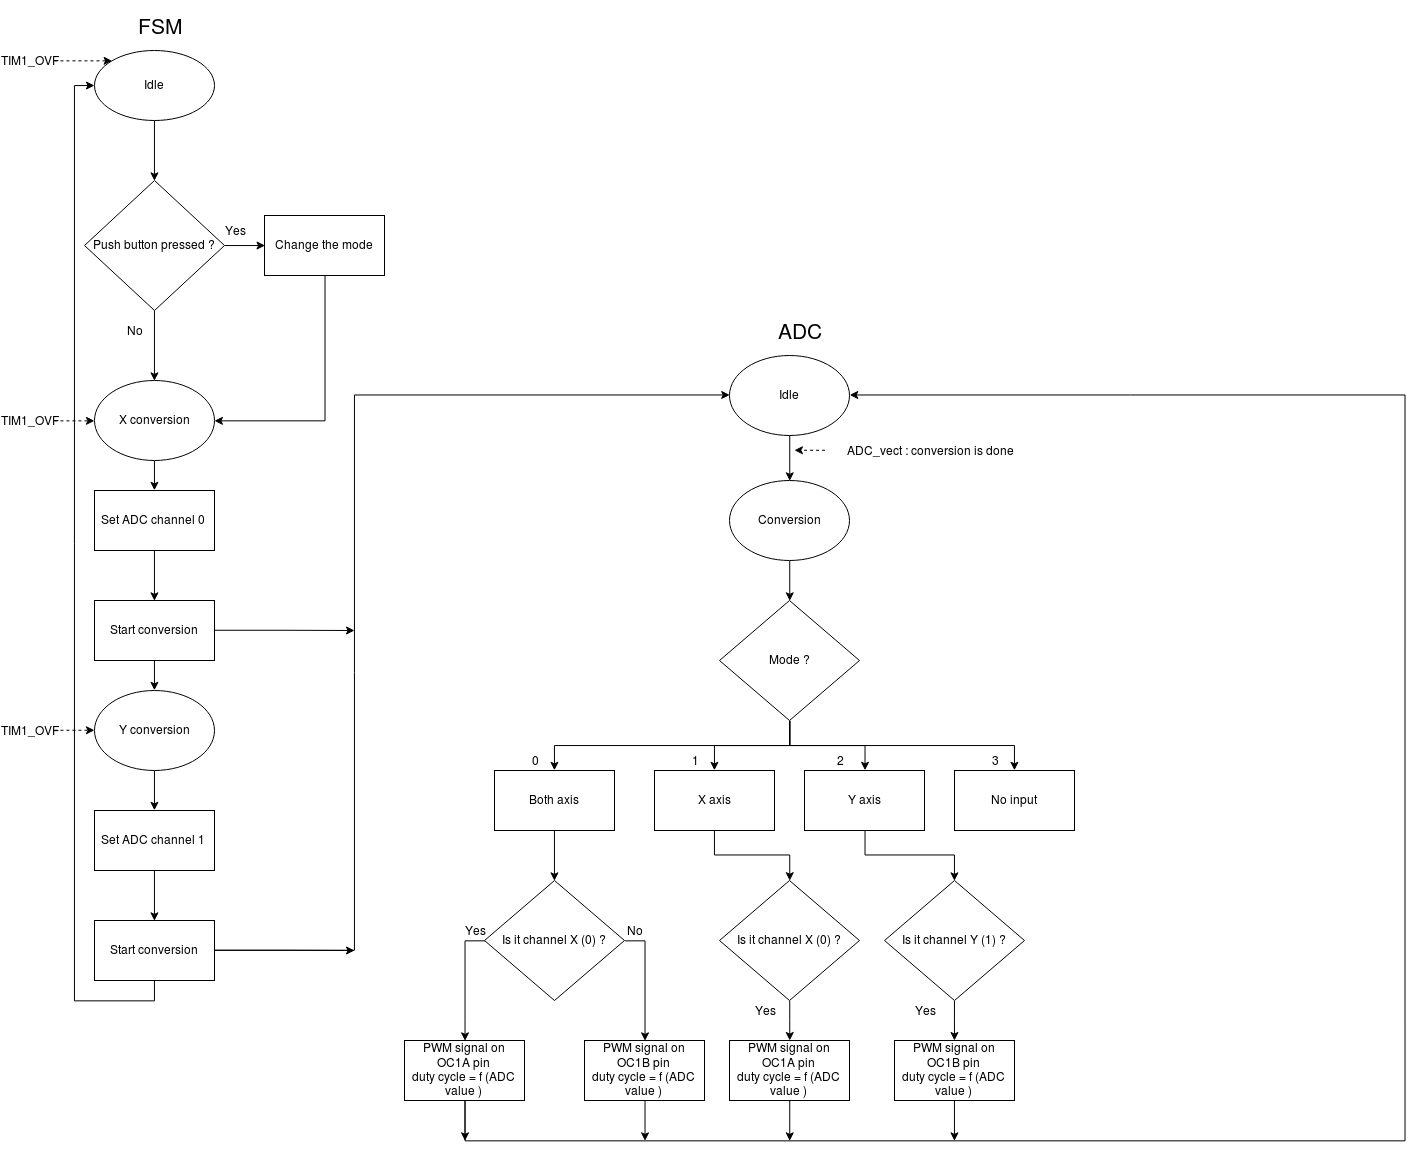 FSM
TIM1_OVF
Idle
Push button pressed ?
Yes
Change the mode
No
TIM1_OVF
X conversion
Set ADC channel 0
Start conversion
TIM1_OVF
Y conversion
Set ADC channel 1
Start conversion
ADC
Idle
ADC_vect : conversion is done
Conversion
Mode ?
0
1
2
3
Both axis
X axis
Y axis
No input
Yes
Is it channel X (0) ?
No
Is it channel X (0) ?
Is it channel Y (1) ?
Yes
Yes
PWM signal on
OC1A pin
duty cycle = f (ADC
value )
PWM signal on
OC1B pin
duty cycle = f (ADC
value )
PWM signal on
OC1A pin
duty cycle = f (ADC
value )
PWM signal on
OC1B pin
duty cycle = f (ADC
value )